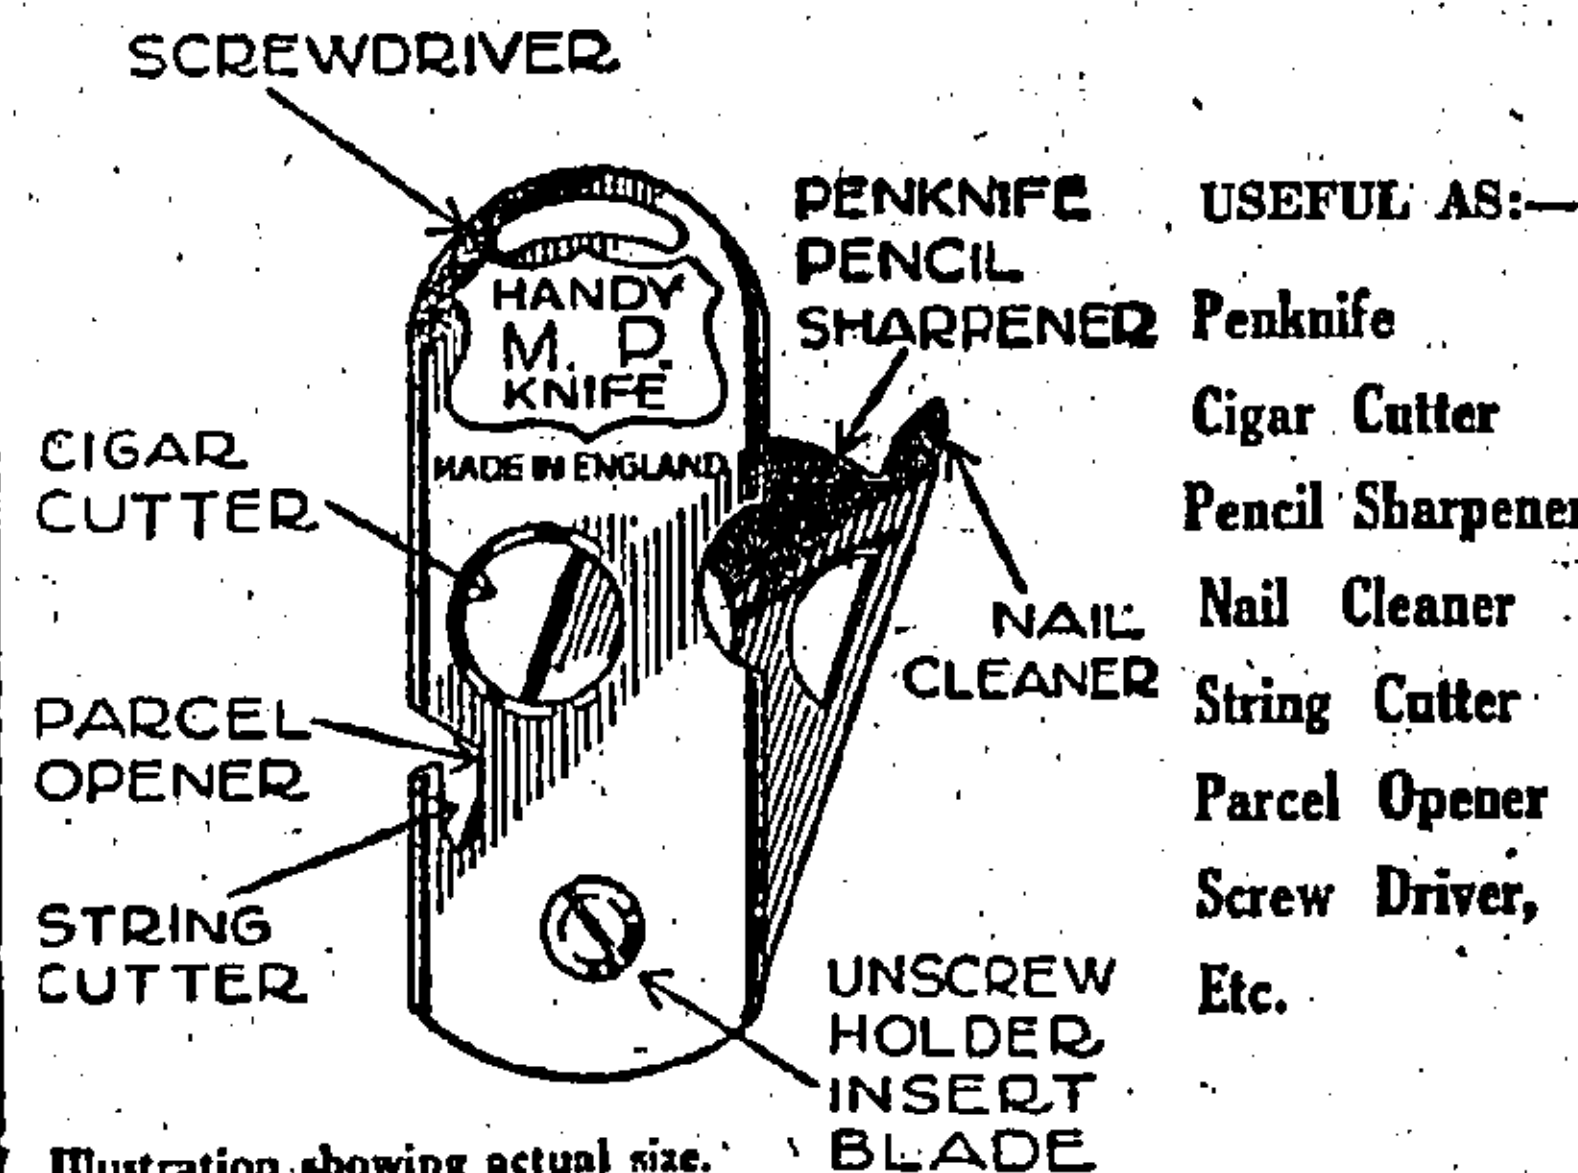 SCREWDRIVER
HANDY
M. P.
KNIFE
MADE IN ENGLAND
PENKNIFE
PENCIL
SHARPENER
CIGAR
CUTTER
NAIL
CLEANER
PARCEL
OPENER
STRING
CUTTER
UNSCREW
HOLDER
INSERT
BLADE
Illustration showing actual size.
USEFUL AS:—
Penknife
Cigar Cutter
Pencil Sharpener
Nail Cleaner
String Cutter
Parcel Opener
Screw Driver,
Etc.